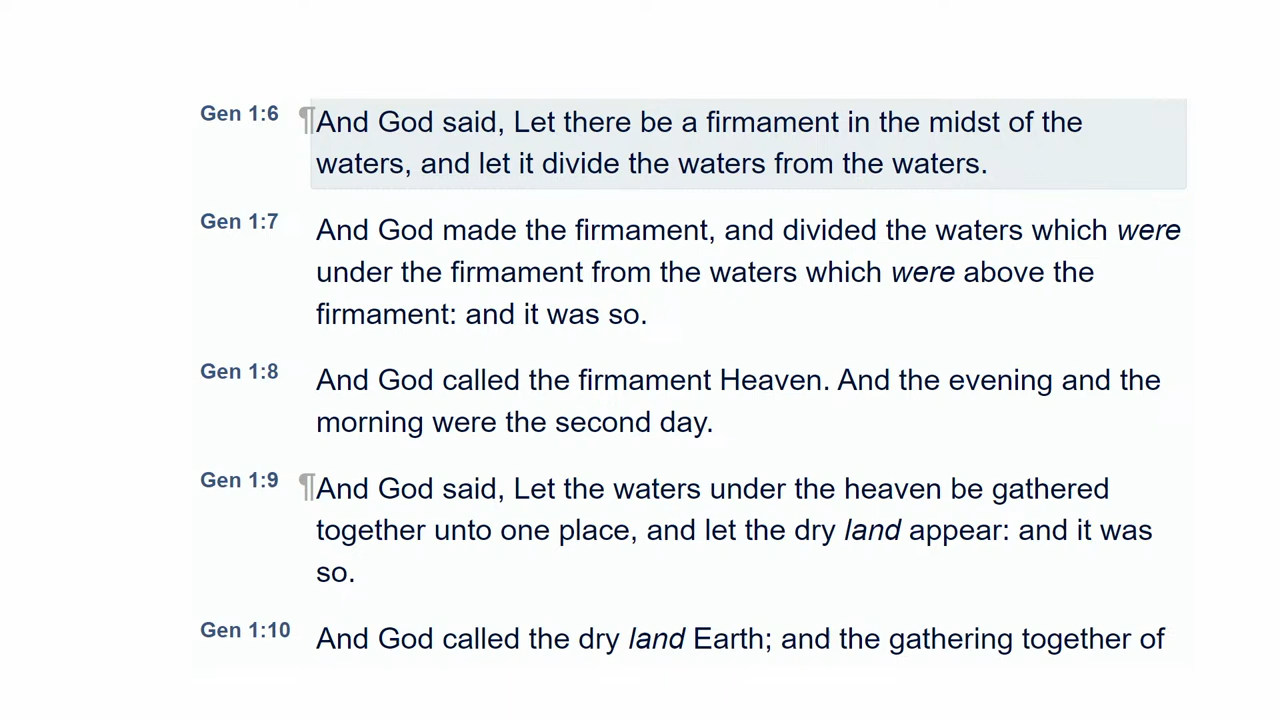 Gen 1:6 ¶And God said, Let there be a firmament in the midst of the
waters, and let it divide the waters from the waters.
Gen 1:7 And God made the firmament, and divided the waters which were
under the firmament from the waters which were above the
firmament: and it was so.
Gen 1:8 And God called the firmament Heaven. And the evening and the
morning were the second day.
Gen 1:9 ¶And God said, Let the waters under the heaven be gathered
together unto one place, and let the dry land appear: and it was
so.
Gen 1:10 And God called the dry land Earth; and the gathering together of